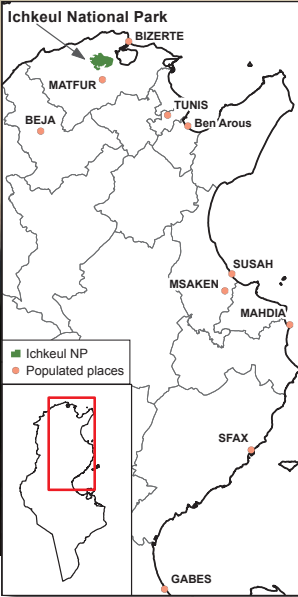 Ichkeul National Park
BIZERTE
MATFUR
TUNIS
BEJA
Ben Arous
SUSAH
MSAKEN
MAHDIA
Ichkeul NP
Populated places
SFAX
GABES